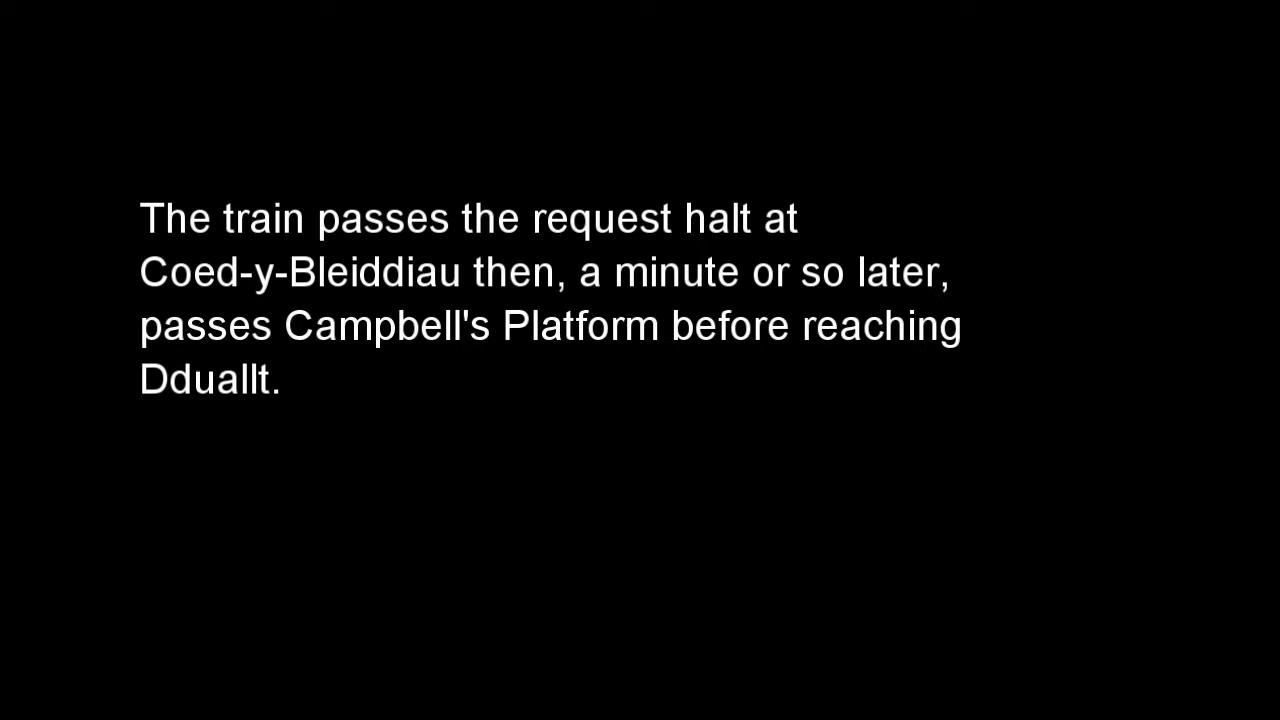 The train passes the request halt at
Coed-y-Bleiddiau then, a minute or so later,
passes Campbell's Platform before reaching
Dduallt.